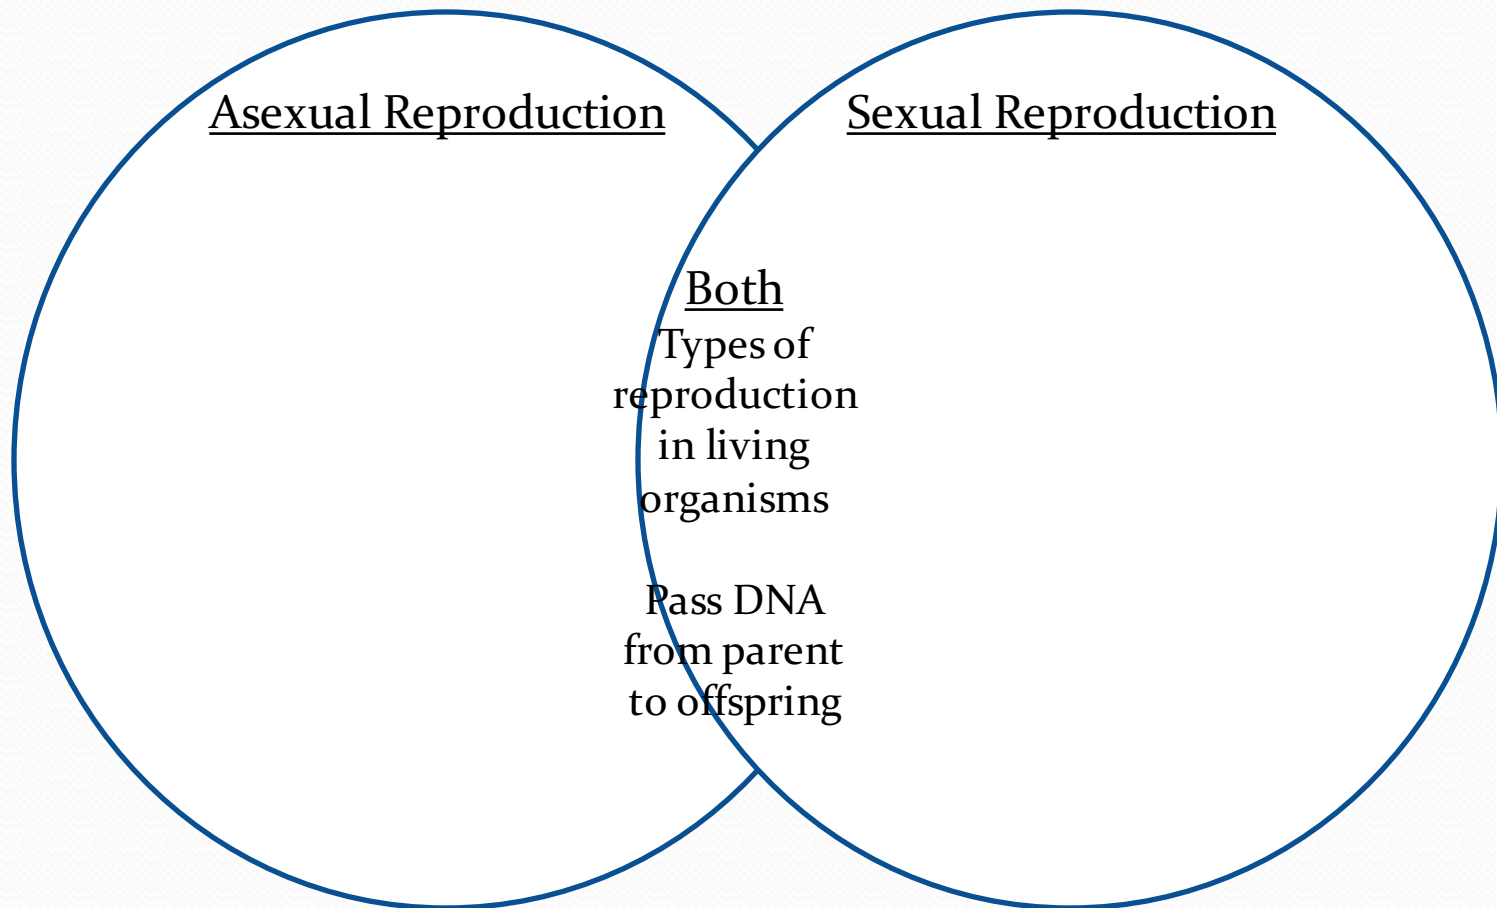 Asexual Reproduction
Sexual Reproduction
Both
Types of
reproduction
in living
organisms
Pass DNA
from parent
to offspring